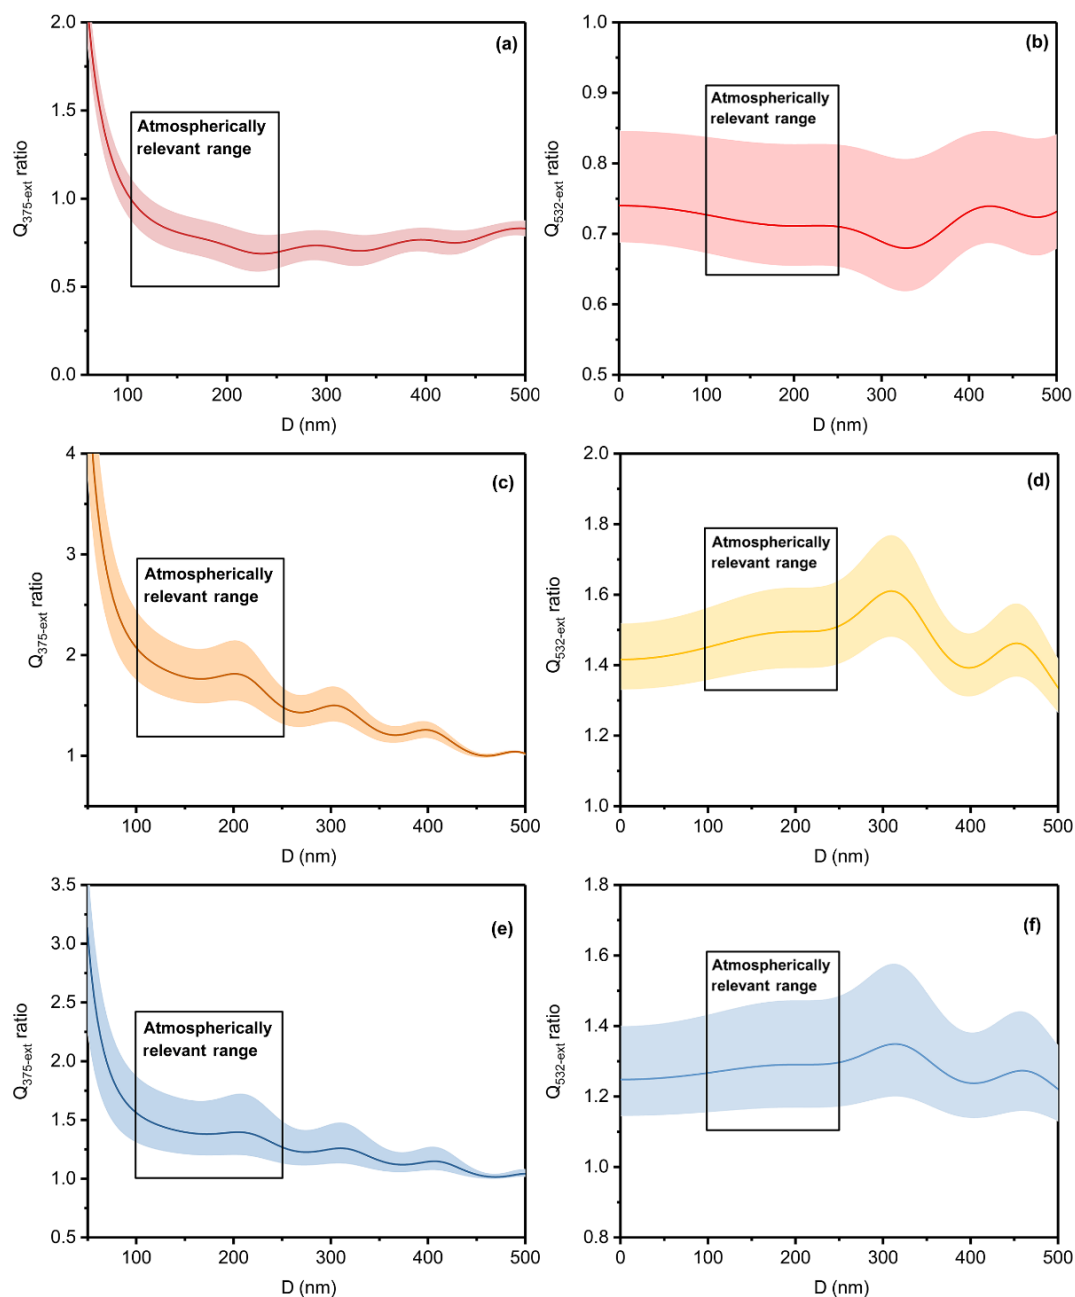 2.0
1.5
1.0
0.5
0.0
Q375-ext ratio
(a)
Atmospherically
relevant range
100 200 300 400 500
D (nm)
1.0
0.9
0.8
0.7
0.6
0.5
Q532-ext ratio
(b)
Atmospherically
relevant range
0 100 200 300 400 500
D (nm)
4
3
2
1
Q375-ext ratio
(c)
Atmospherically
relevant range
100 200 300 400 500
D (nm)
2.0
1.8
1.6
1.4
1.2
1.0
Q532-ext ratio
(d)
Atmospherically
relevant range
0 100 200 300 400 500
D (nm)
3.5
3.0
2.5
2.0
1.5
1.0
0.5
Q375-ext ratio
(e)
Atmospherically
relevant range
100 200 300 400 500
D (nm)
1.8
1.6
1.4
1.2
1.0
0.8
Q532-ext ratio
(f)
Atmospherically
relevant range
0 100 200 300 400 500
D (nm)